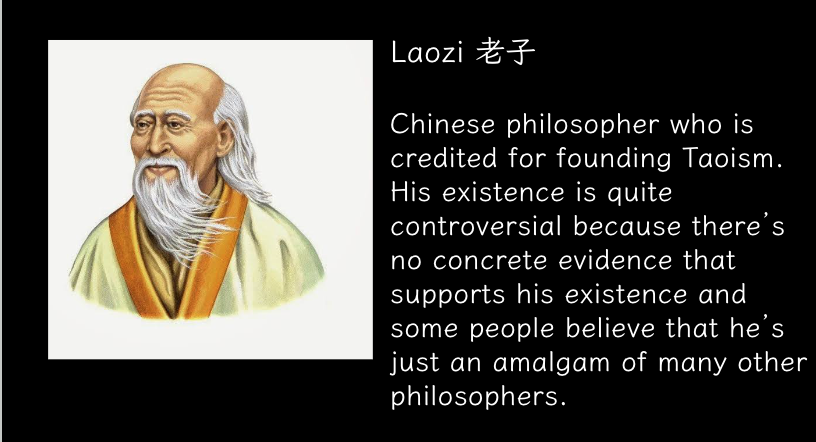 Laozi 老子
Chinese philosopher who is
credited for founding Taoism.
His existence is quite
controversial because there's
no concrete evidence that
supports his existence and
some people believe that he's
just an amalgam of many other
philosophers.